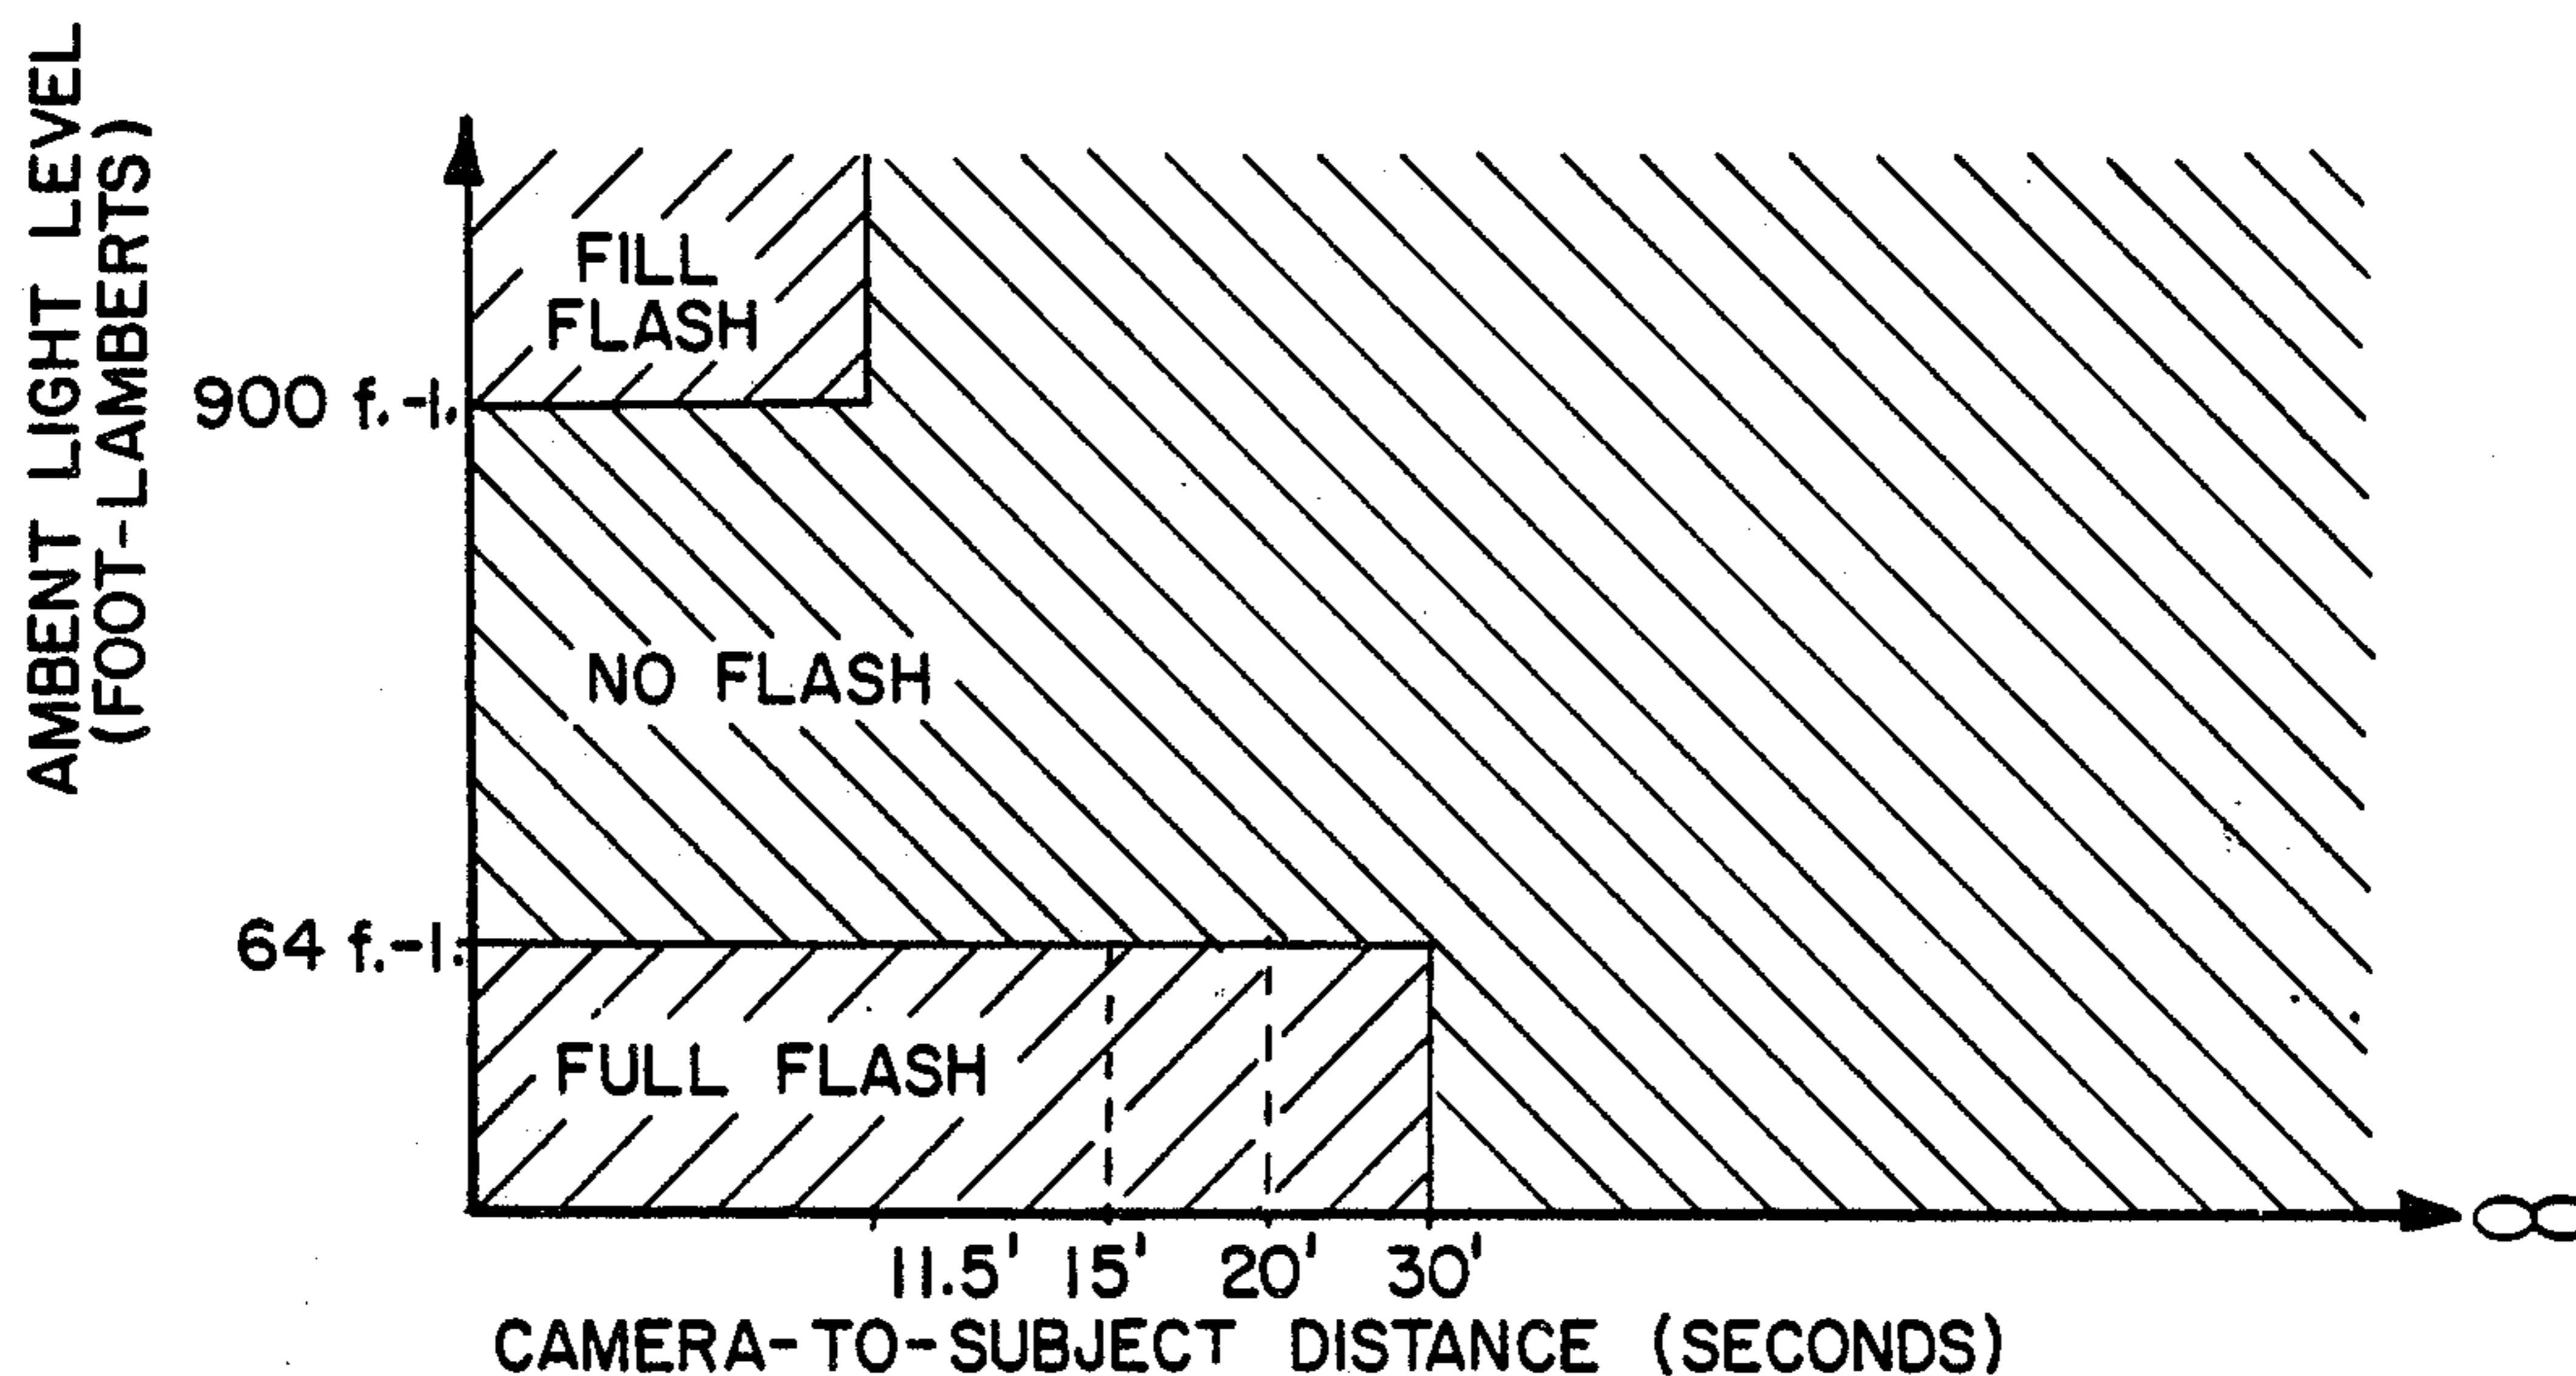 AMBENT LIGHT LEVEL
(FOOT-LAMBERTS)
FILL
FLASH
900 f.-l.
NO FLASH
64 f.-l.
FULL FLASH
∞
11.5' 15' 20' 30'
CAMERA-TO-SUBJECT DISTANCE (SECONDS)